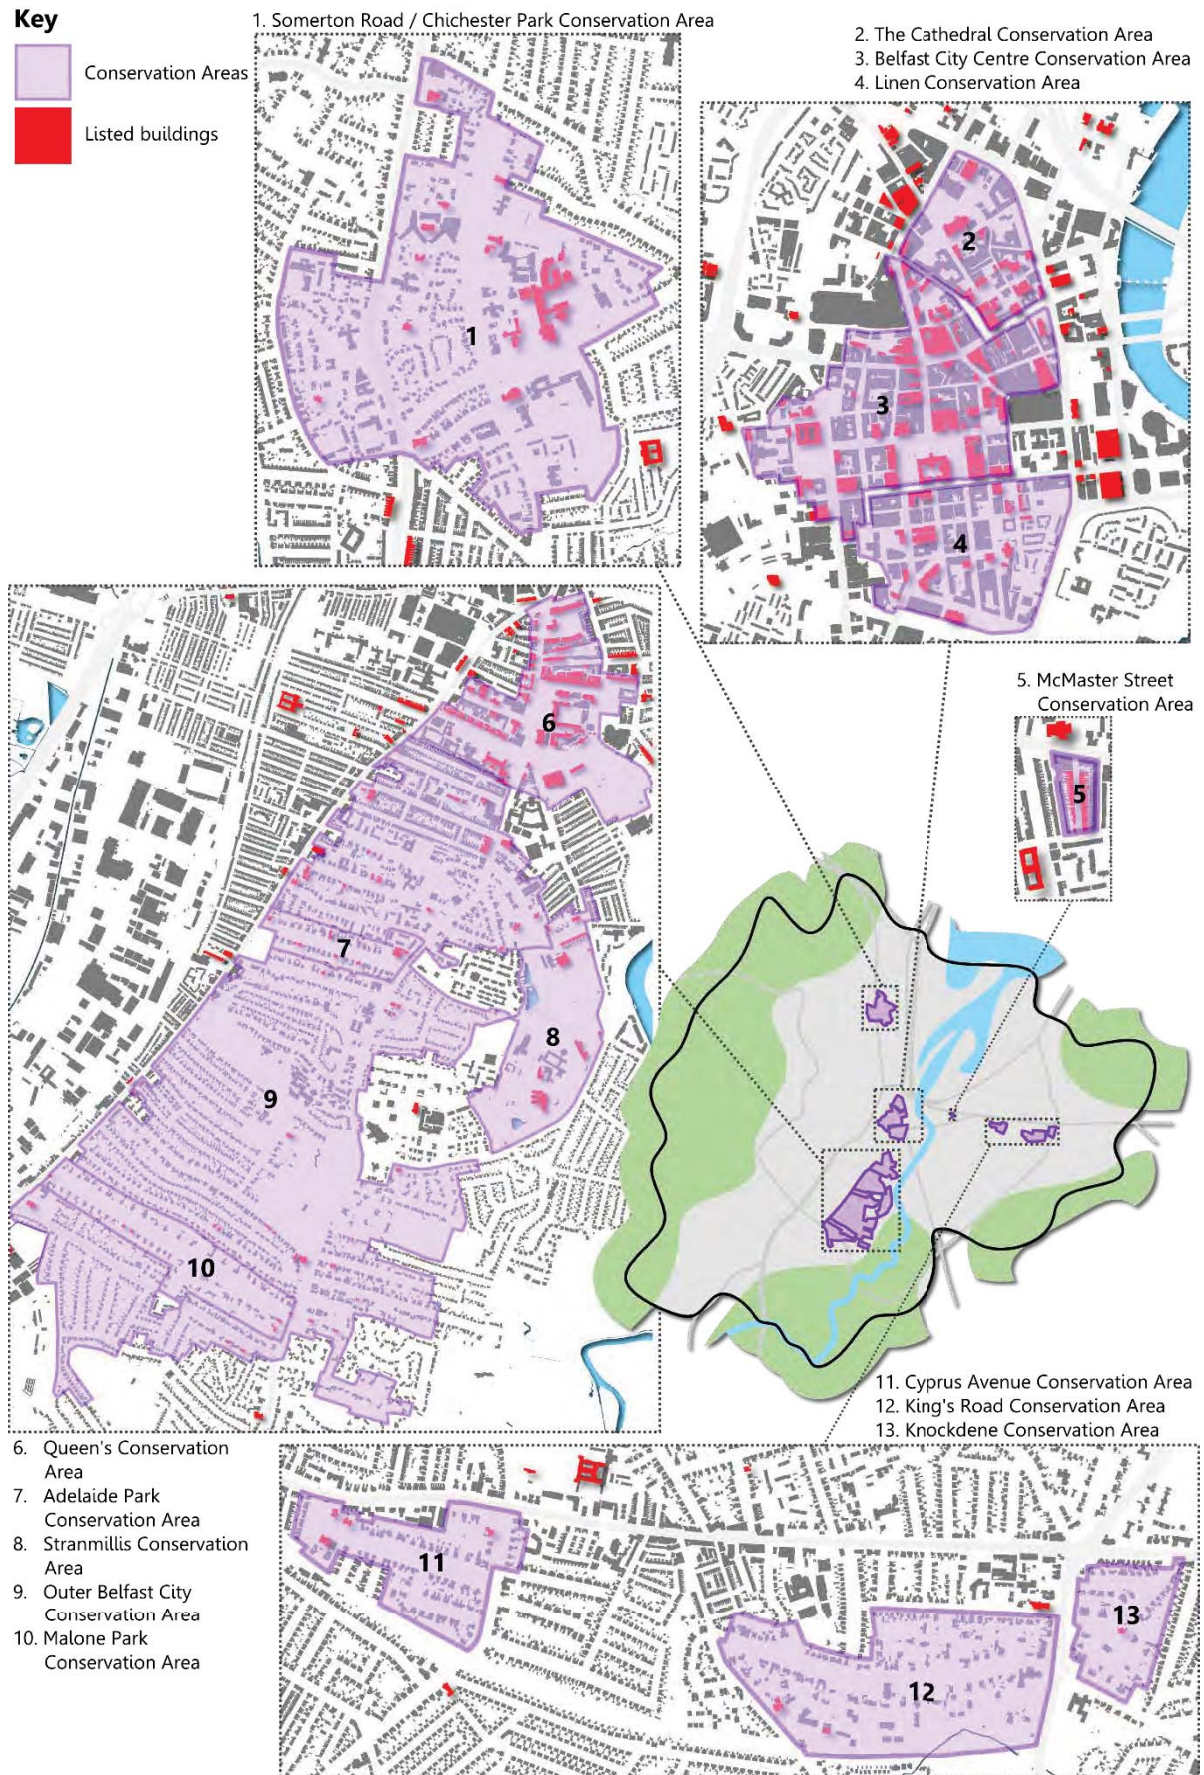 Key
Conservation Areas
Listed buildings
1. Somerton Road / Chichester Park Conservation Area
2. The Cathedral Conservation Area
3. Belfast City Centre Conservation Area
4. Linen Conservation Area
1
2
3
4
5. McMaster Street
Conservation Area
5
6
7
8
9
10
6. Queen's Conservation
Area
7. Adelaide Park
Conservation Area
8. Stranmillis Conservation
Area
9. Outer Belfast City
Conservation Area
10. Malone Park
Conservation Area
11. Cyprus Avenue Conservation Area
12. King's Road Conservation Area
13. Knockdene Conservation Area
11
12
13